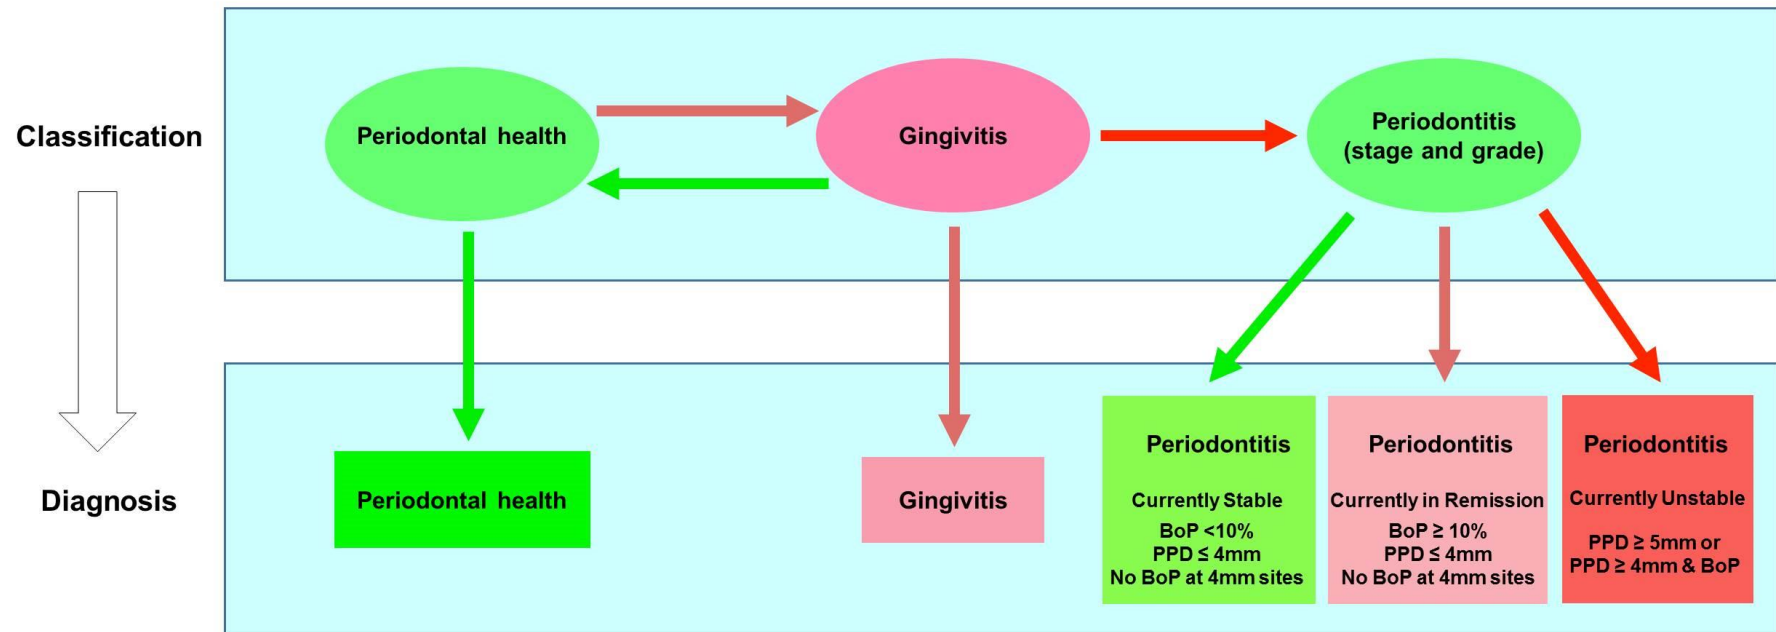 Classification
Periodontal health
Gingivitis
Periodontitis
(stage and grade)
Diagnosis
Periodontal health
Gingivitis
Periodontitis
Currently Stable
BoP <10%
PPD ≤ 4mm
No BoP at 4mm sites
Periodontitis
Currently in Remission
BoP ≥ 10%
PPD ≤ 4mm
No BoP at 4mm sites
Periodontitis
Currently Unstable
PPD ≥ 5mm or
PPD ≥ 4mm & BoP